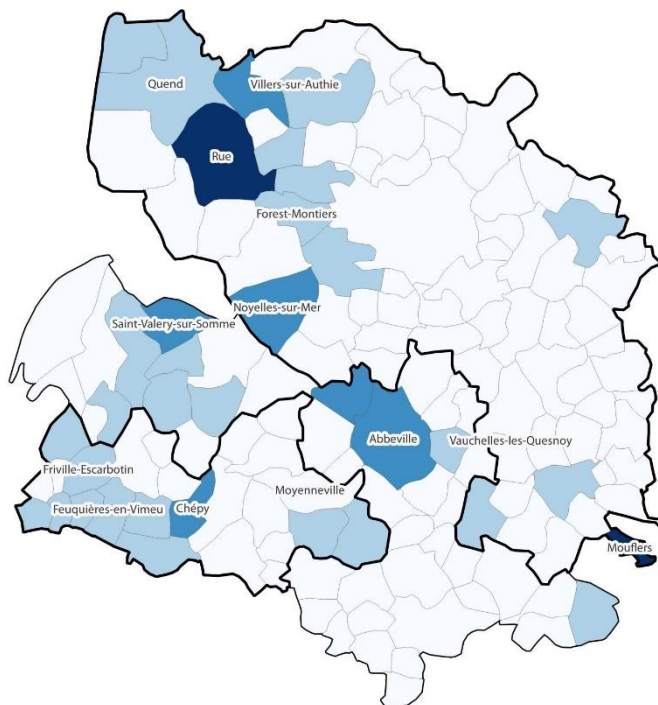 Quend
Villers-sur-Authie
Rue
Forest-Montiers
Noyelles-sur-Mer
Saint-Valery-sur-Somme
Abbeville
Vauchelles-les-Quesnoy
Friville-Escarbotin
Moyenneville
Feuquières-en-Vimeu
Chépy
Mouflers